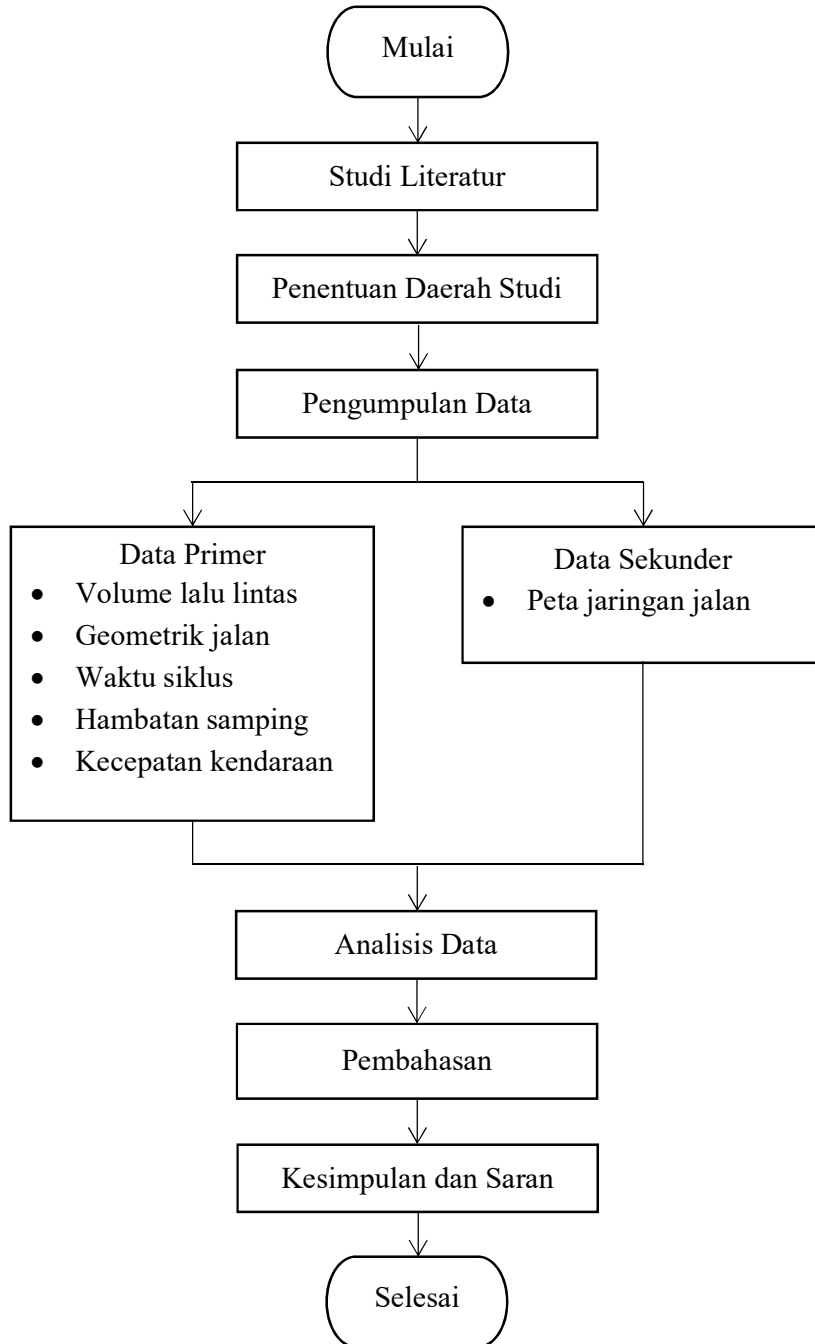 Mulai
Studi Literatur
Penentuan Daerah Studi
Pengumpulan Data
Data Primer
• Volume lalu lintas
• Geometrik jalan
• Waktu siklus
• Hambatan samping
• Kecepatan kendaraan
Data Sekunder
• Peta jaringan jalan
Analisis Data
Pembahasan
Kesimpulan dan Saran
Selesai